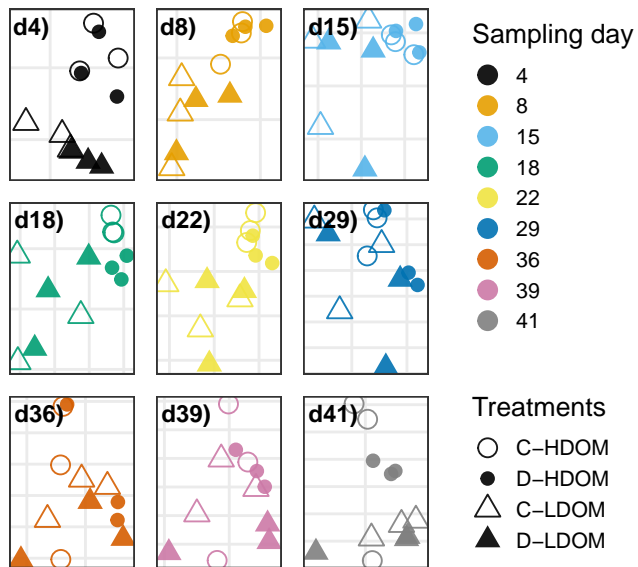 d4)
d8)
d15)
d18)
d22)
d29)
d36)
d39)
d41)
Sampling day
4
8
15
18
22
29
36
39
41
Treatments
C−HDOM
D−HDOM
C−LDOM
D−LDOM